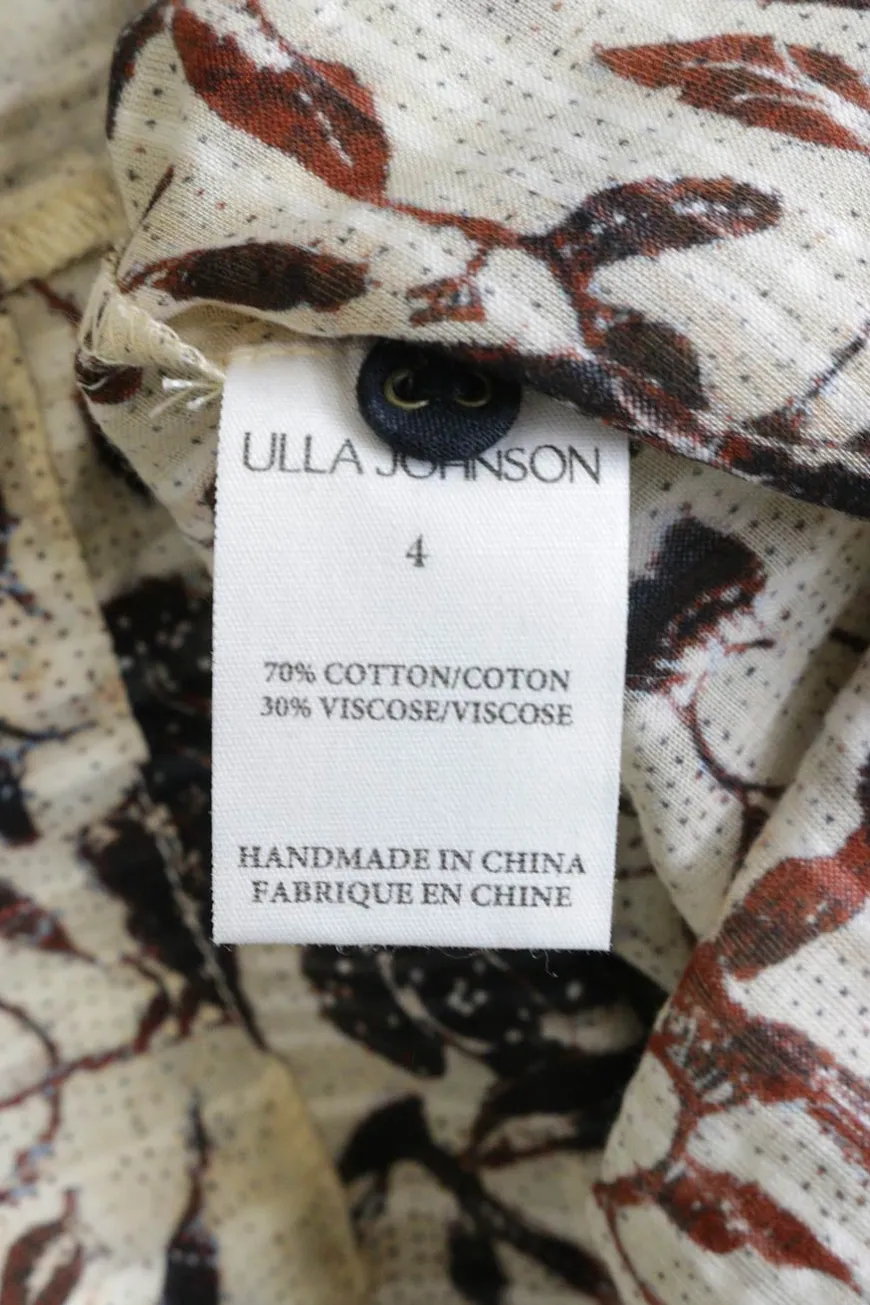 ULLA JOHNSON
4
70% COTTON/COTON
30% VISCOSE/VISCOSE
HANDMADE IN CHINA
FABRIQUE EN CHINE